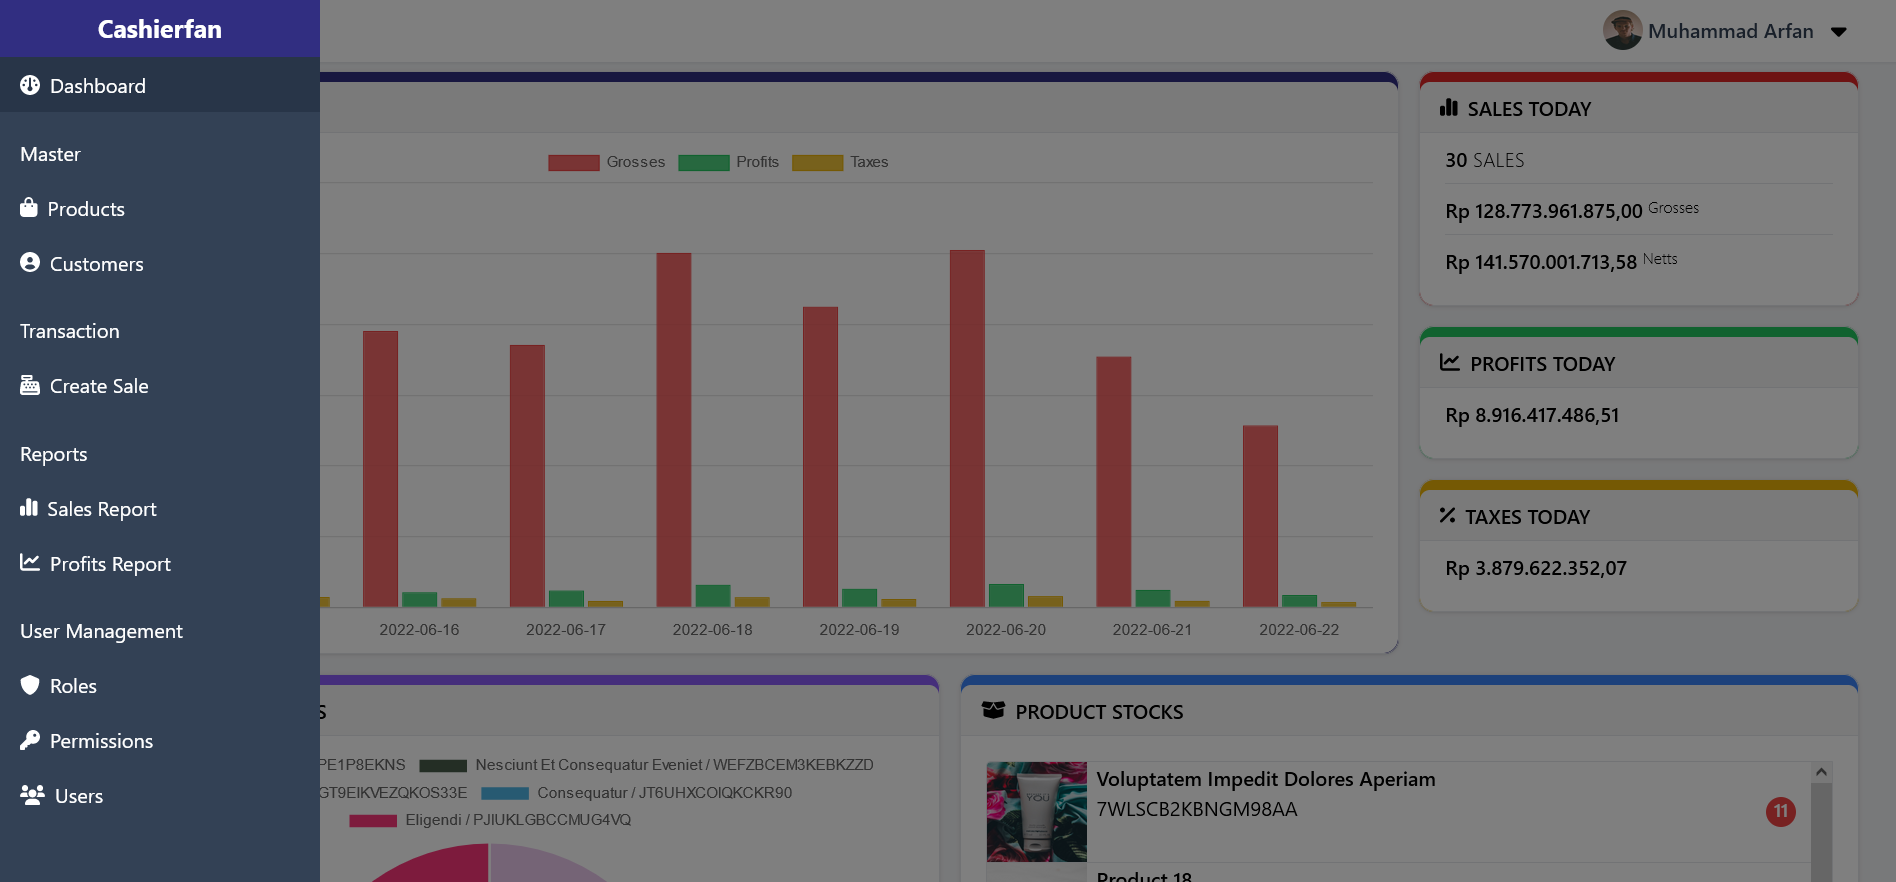 Cashierfan
Dashboard
Master
Products
Customers
Transaction
Create Sale
Reports
Sales Report
Profits Report
User Management
Roles
Permissions
Users
Muhammad Arfan
Grosses Profits Taxes
2022-06-16 2022-06-17 2022-06-18 2022-06-19 2022-06-20 2022-06-21 2022-06-22
SALES TODAY
30 SALES
Rp 128.773.961.875,00 Grosses
Rp 141.570.001.713,58 Netts
PROFITS TODAY
Rp 8.916.417.486,51
TAXES TODAY
Rp 3.879.622.352,07
S
PE1P8EKNS Nesciunt Et Consequatur Eveniet / WEFZBCEM3KEBKZZD
GT9EIKVEZQKOS33E Consequatur / JT6UHXCOIQKCKR90
Eligendi / PJIUKLGBCCMUG4VQ
PRODUCT STOCKS
YOU
Voluptatem Impedit Dolores Aperiam
7WLSCB2KBNGM98AA
11
Product 18